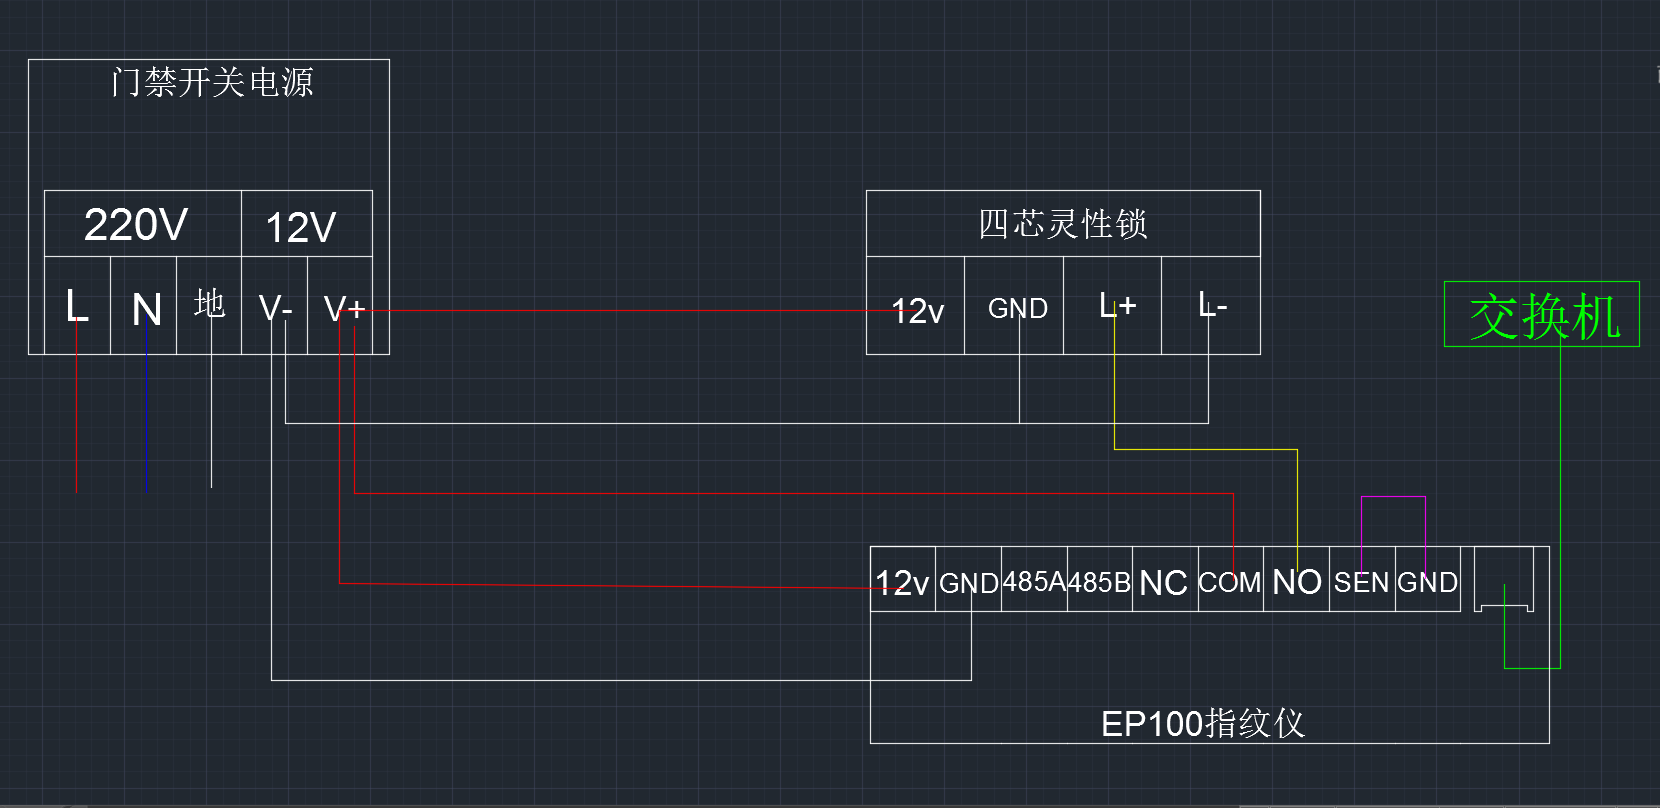 门禁开关电源
220V 12V
L N 地 V- V+
四芯灵性锁
12v GND L+ L-
交换机
12v GND 485A 485B NC COM NO SEN GND
EP100指纹仪